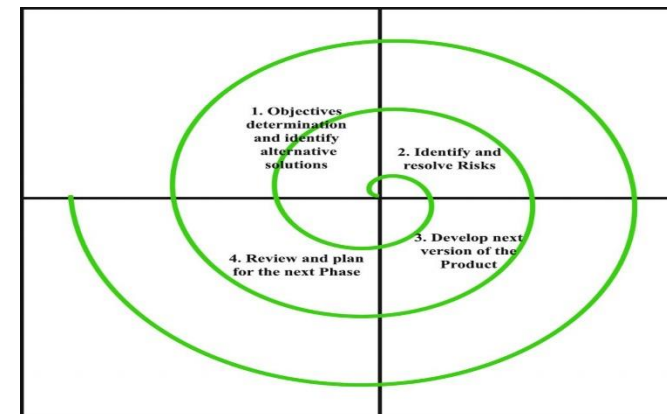 1. Objectives
determination
and identify
alternative
solutions
2. Identify and
resolve Risks
3. Develop next
version of the
Product
4. Review and plan
for the next Phase